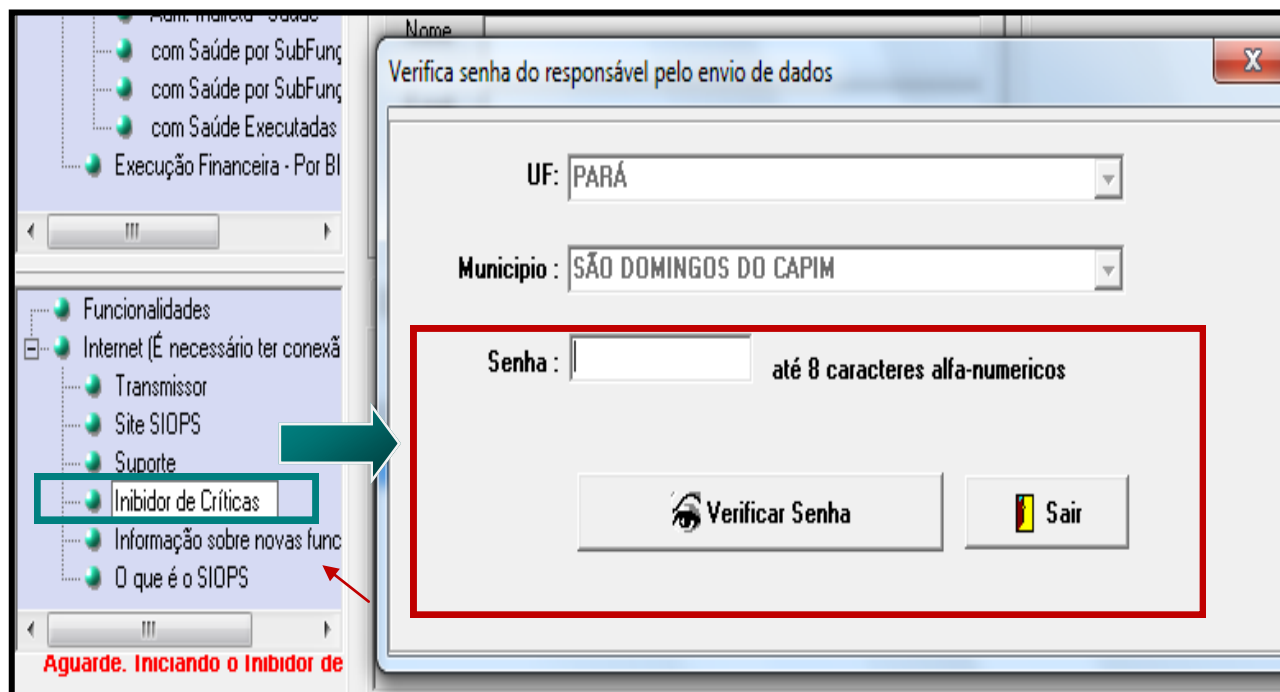 Adm. Indireta - Saúde
com Saúde por SubFunç
com Saúde por SubFunç
com Saúde Executadas
Execução Financeira - Por Bl
Funcionalidades
Internet (É necessário ter conexã
Transmissor
Site SIOPS
Suporte
Inibidor de Críticas
Informação sobre novas func
O que é o SIOPS
Aguarde. Iniciando o Inibidor de
Nome
Verifica senha do responsável pelo envio de dados
X
UF: PARÁ
Municipio : SÃO DOMINGOS DO CAPIM
Senha : até 8 caracteres alfa-numericos
Verificar Senha Sair